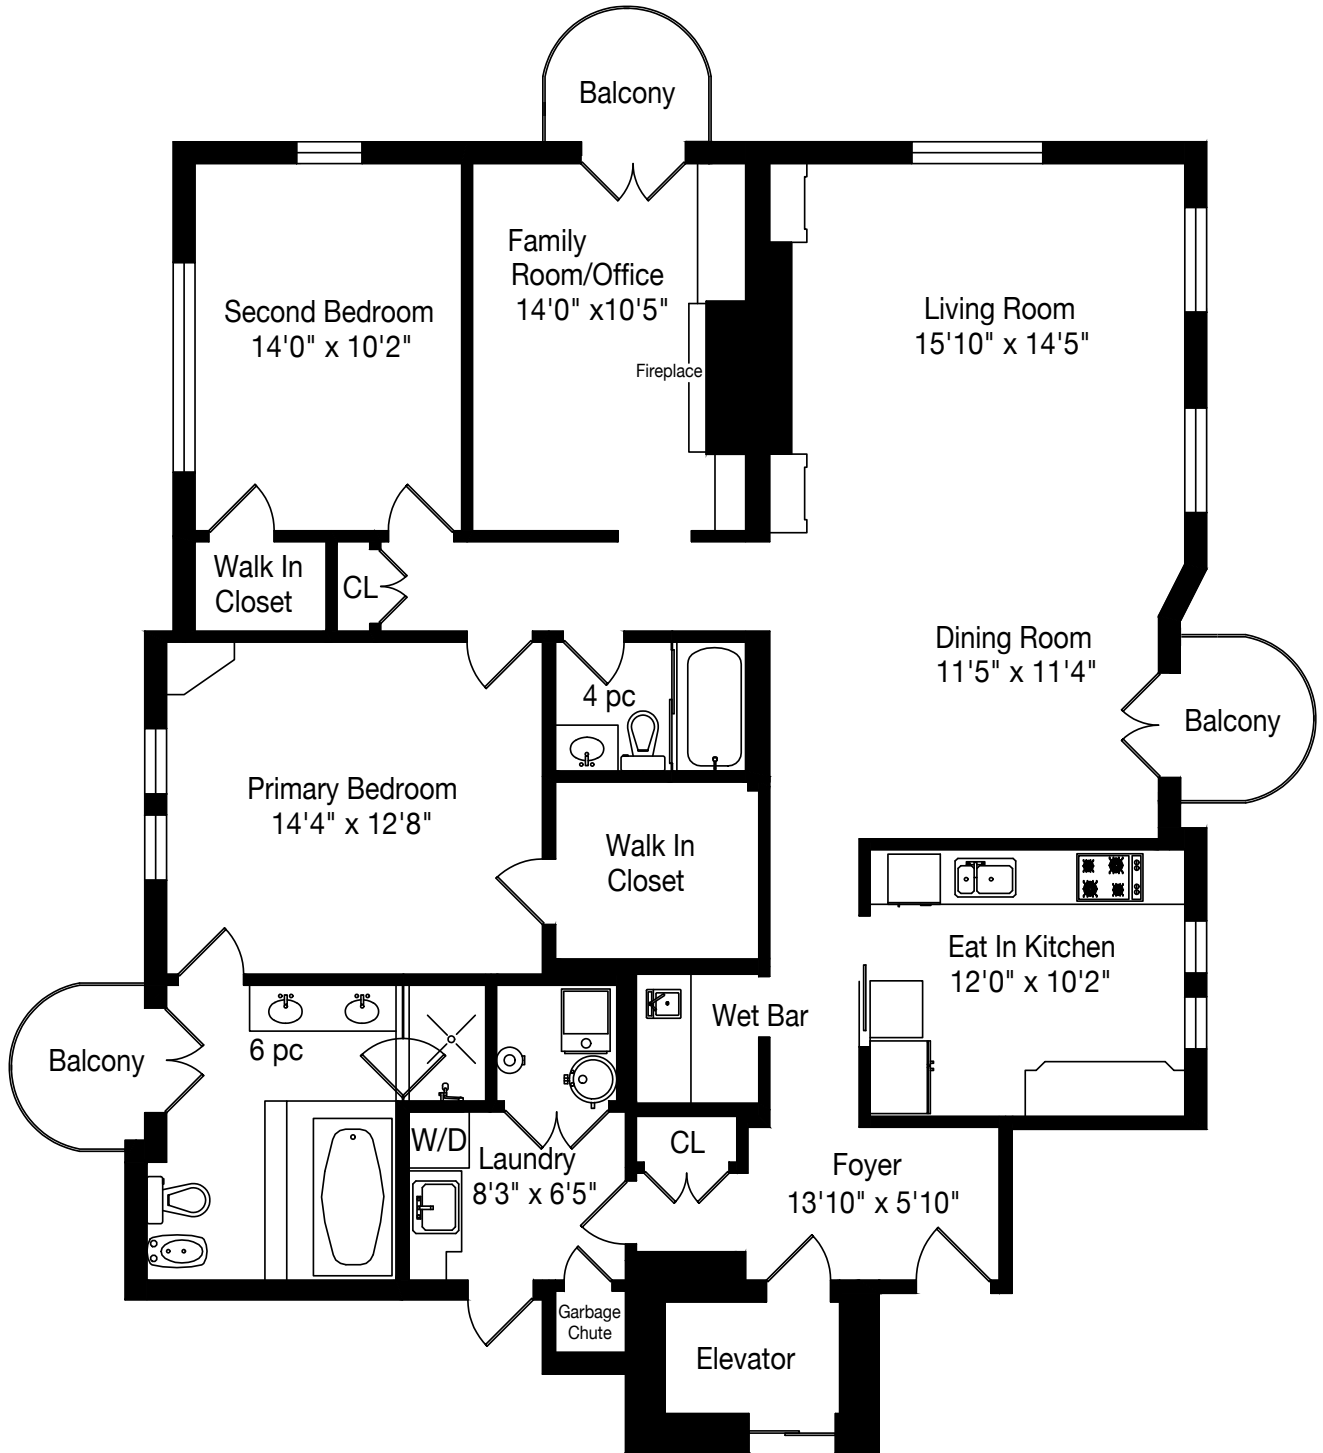 Balcony
Family
Room/Office
14'0" x10'5"
Second Bedroom
14'0" x 10'2"
Living Room
15'10" x 14'5"
Fireplace
Walk In
Closet
CL
Dining Room
11'5" x 11'4"
4 pc
Balcony
Primary Bedroom
14'4" x 12'8"
Walk In
Closet
Eat In Kitchen
12'0" x 10'2"
Wet Bar
6 pc
Balcony
W/D
Laundry
8'3" x 6'5"
CL
Foyer
13'10" x 5'10"
Garbage
Chute
Elevator